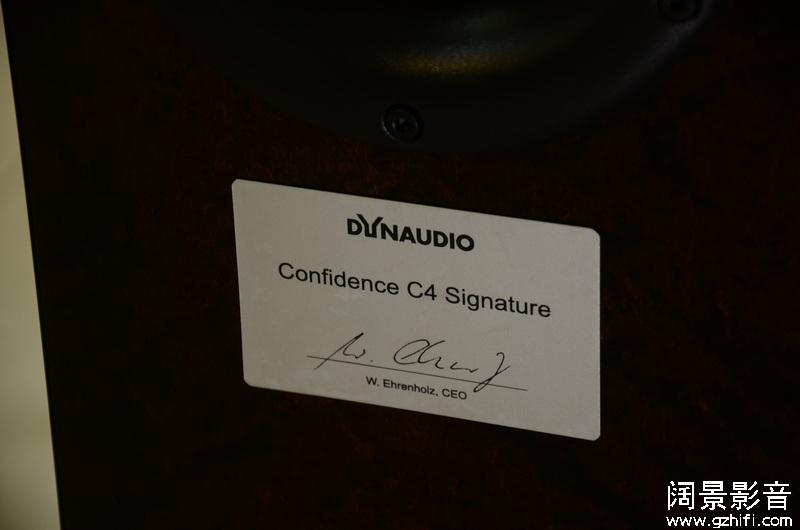 DYNAUDIO
Confidence C4 Signature
W. Ehrenholz, CEO
阔景影音
www.gzhifi.com